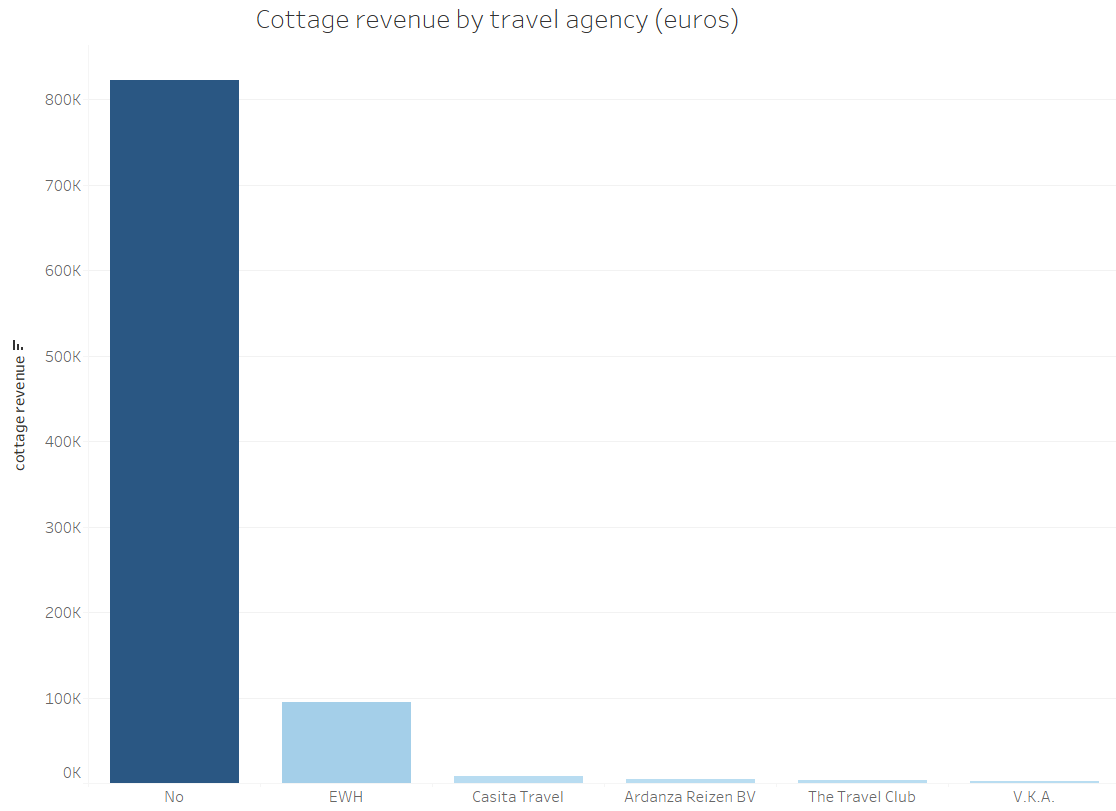 Cottage revenue by travel agency (euros)
cottage revenue
800K
700K
600K
500K
400K
300K
200K
100K
0K
No EWH Casita Travel Ardanza Reizen BV The Travel Club V.K.A.